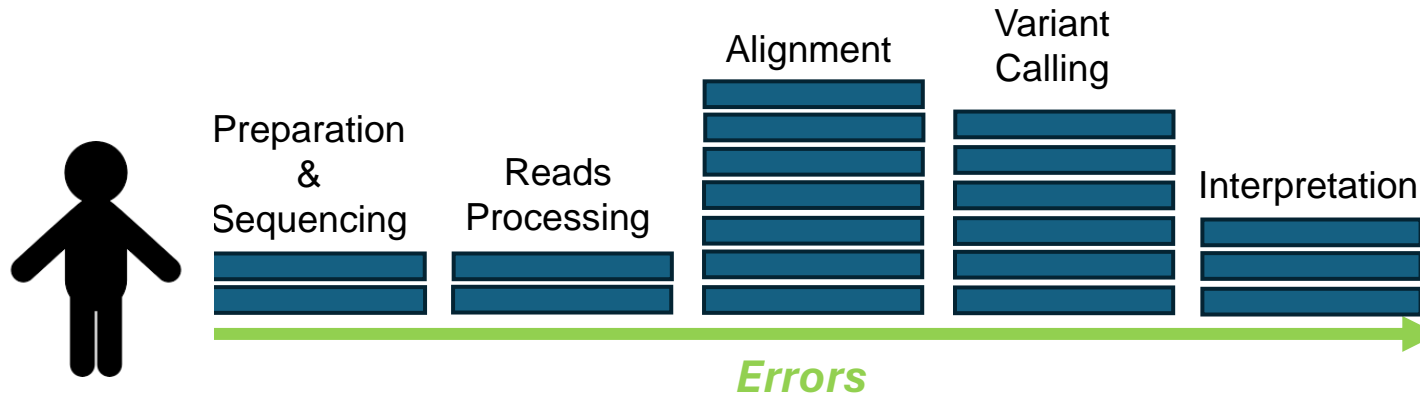 Preparation
&
Sequencing
Reads
Processing
Alignment
Variant
Calling
Interpretation
Errors